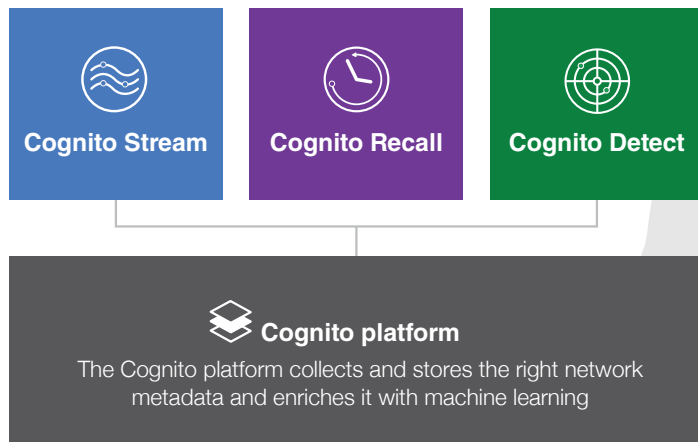 Cognito Stream
Cognito Recall
Cognito Detect
Cognito platform
The Cognito platform collects and stores the right network
metadata and enriches it with machine learning